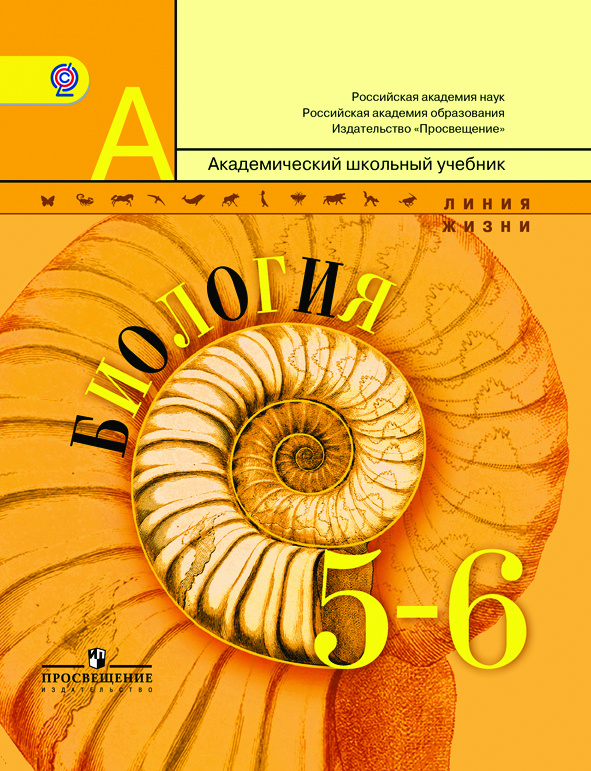 Российская академия наук
Российская академия образования
Издательство «Просвещение»
А
Академический школьный учебник
ЛИНИЯ
ЖИЗНИ
БИОЛОГИЯ
5-6
ПРОСВЕЩЕНИЕ
ИЗДАТЕЛЬСТВО